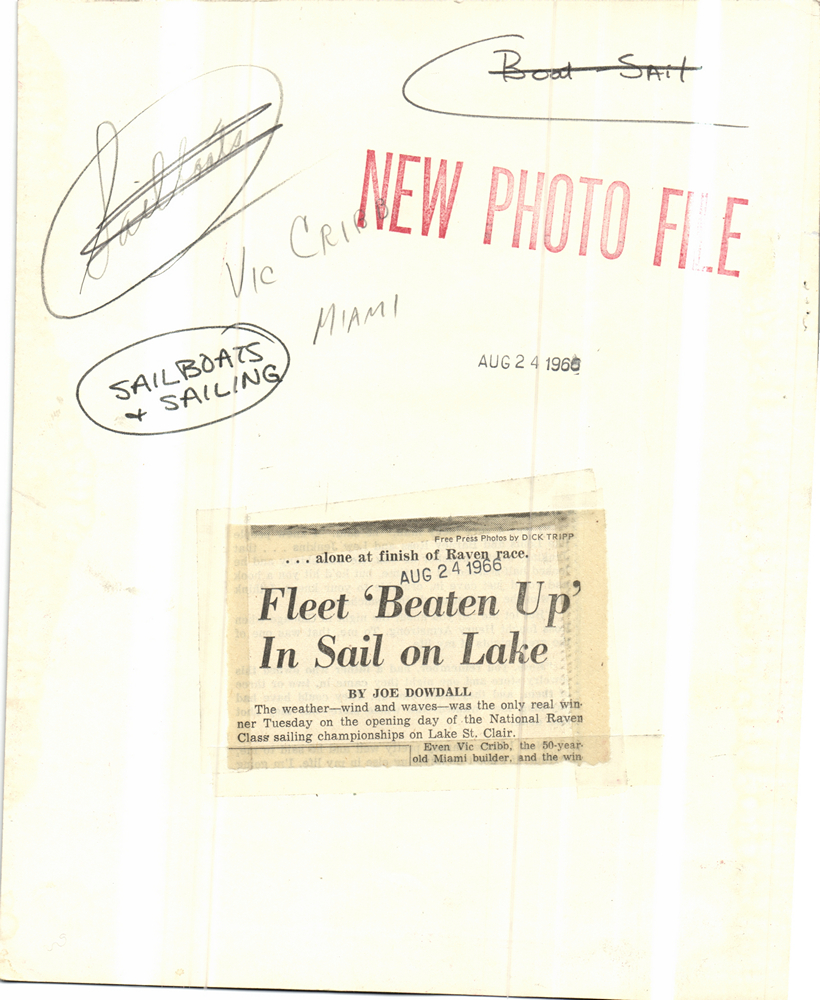 Boat - Sail
Sailboats
NEW PHOTO FILE
Vic CRIBB
MIAMI
AUG 24 1966
SAILBOATS
+ SAILING
Free Press Photos by DICK TRIPP
. . . alone at finish of Raven race.
AUG 24 1966
Fleet ‘Beaten Up’
In Sail on Lake
BY JOE DOWDALL
The weather—wind and waves—was the only real win-
ner Tuesday on the opening day of the National Raven
Class sailing championships on Lake St. Clair.
Even Vic Cribb, the 50-year-
old Miami builder, and the win-